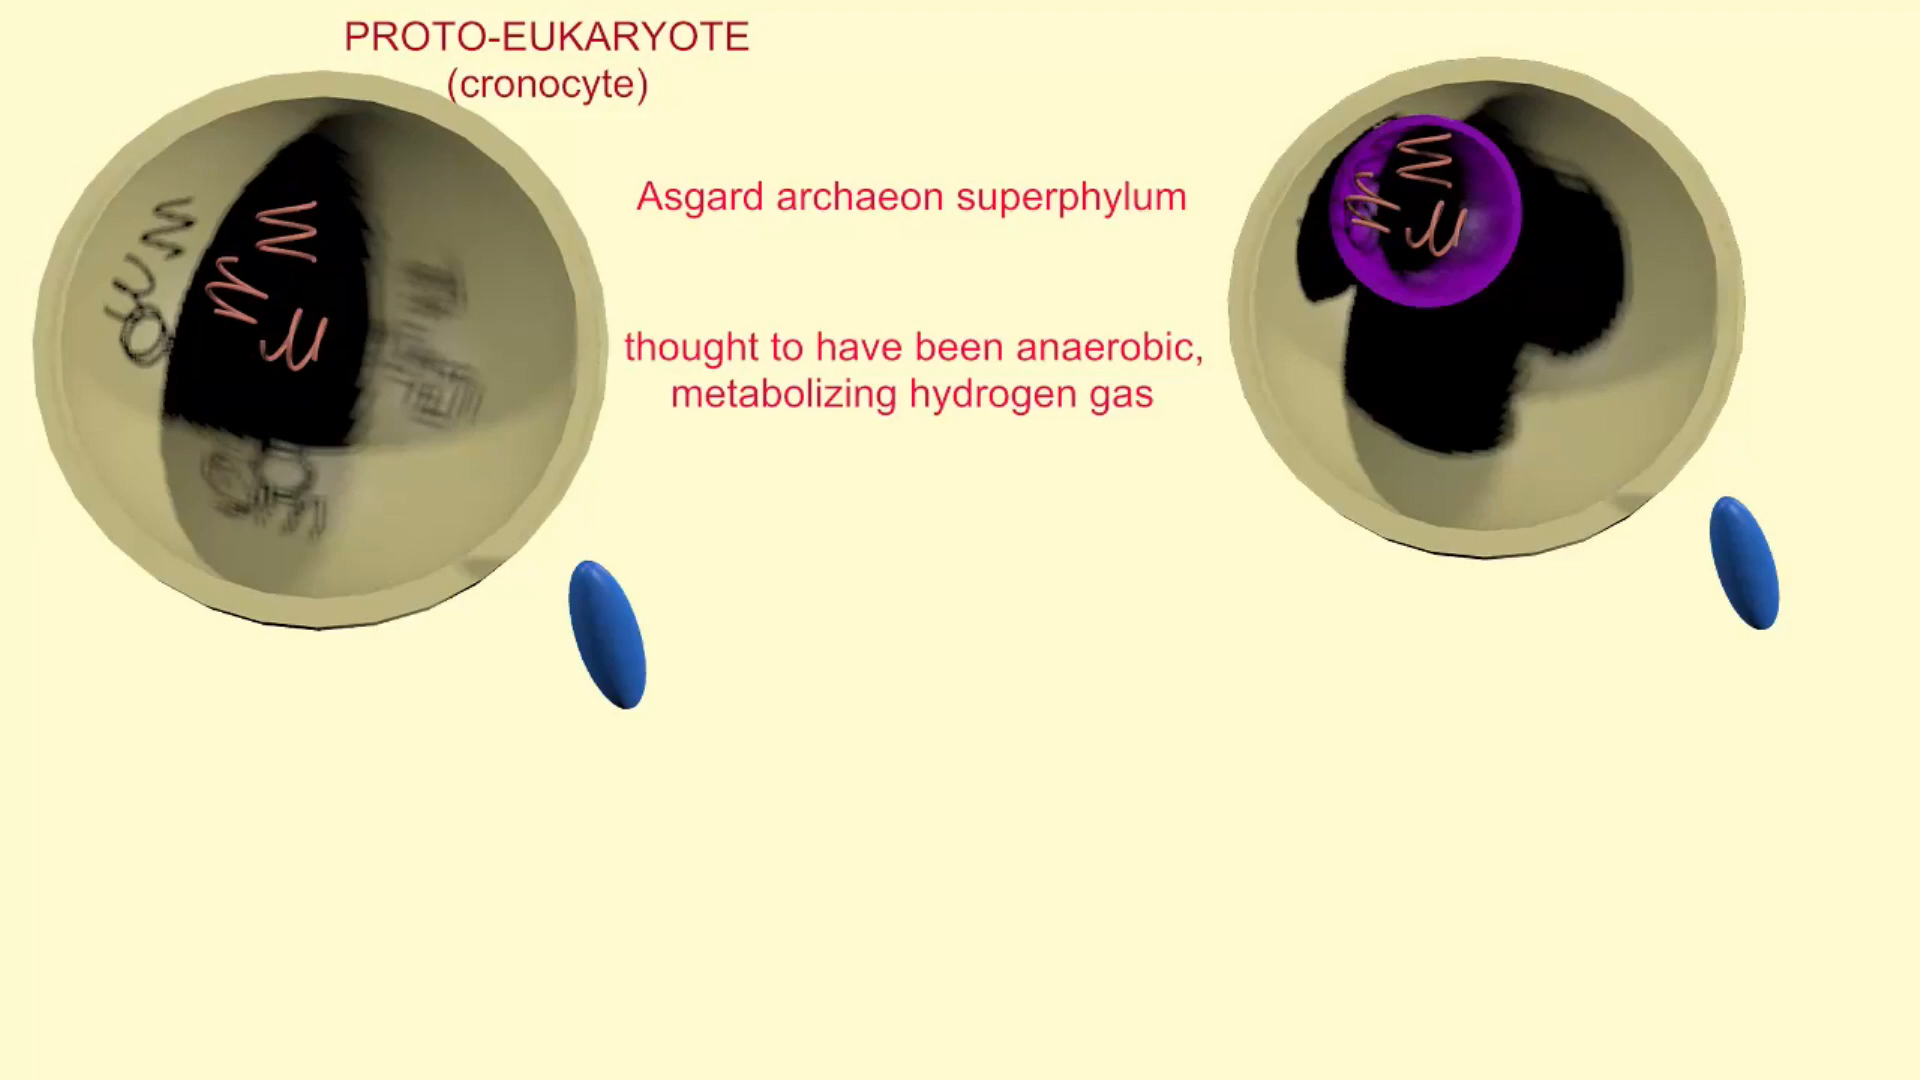 PROTO-EUKARYOTE
(cronocyte)
Asgard archaeon superphylum
thought to have been anaerobic,
metabolizing hydrogen gas